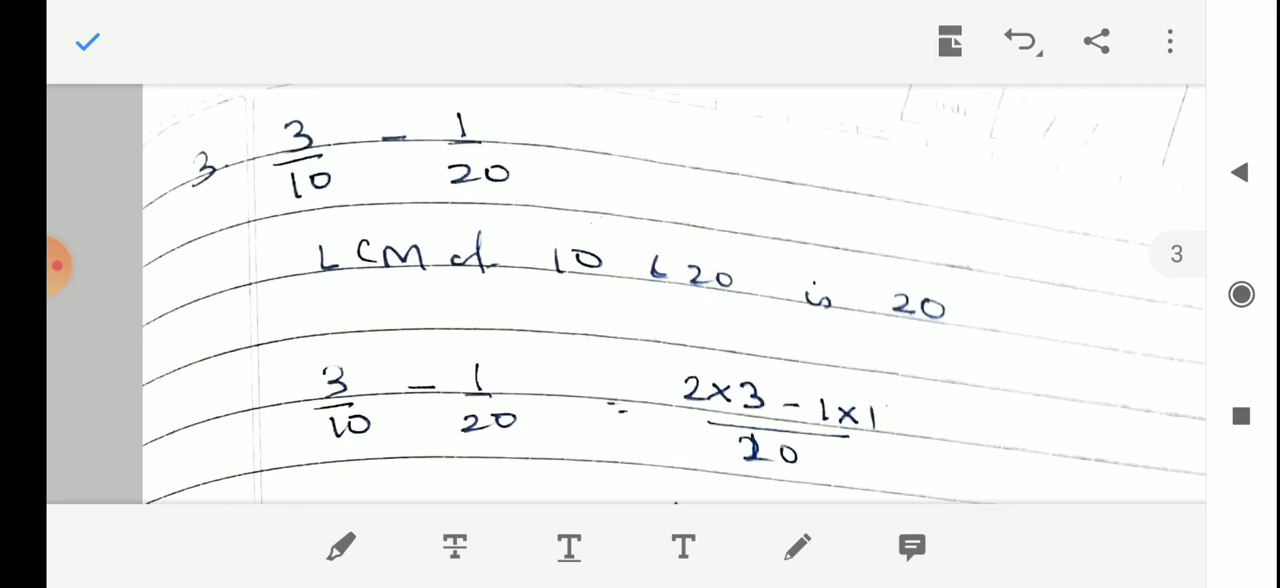 3. 3/10 - 1/20
LCM of 10 & 20 is 20
3/10 - 1/20 = (2×3 - 1×1)/20
3
T T T